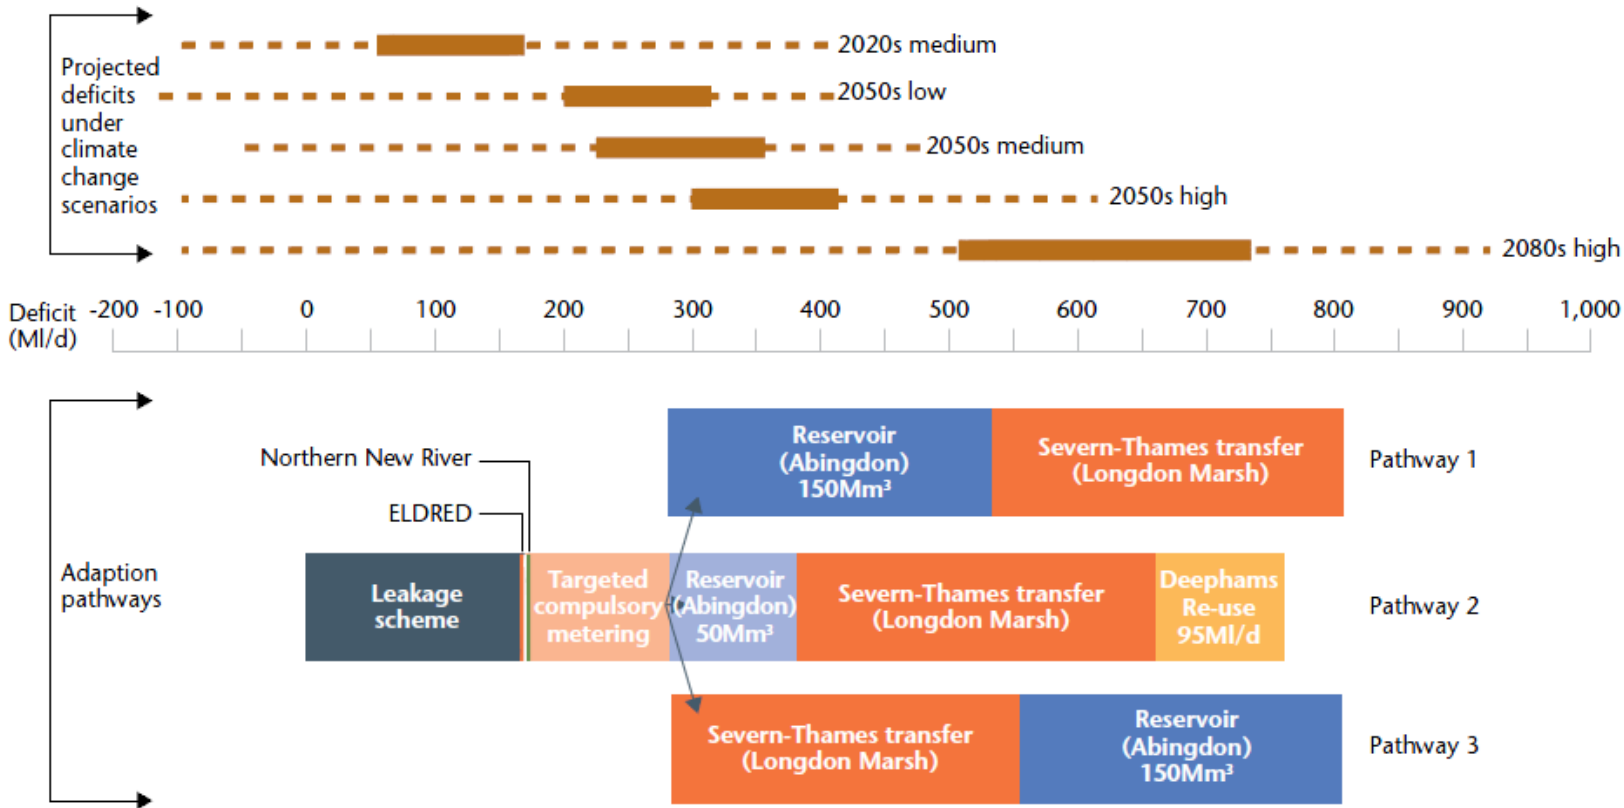 Projected
deficits
under
climate
change
scenarios
2020s medium
2050s low
2050s medium
2050s high
2080s high
Deficit
(Ml/d)
-200 -100 0 100 200 300 400 500 600 700 800 900 1,000
Adaption
pathways
Northern New River
ELDRED
Reservoir
(Abingdon)
150Mm³
Severn-Thames transfer
(Longdon Marsh)
Pathway 1
Leakage
scheme
Targeted
compulsory
metering
Reservoir
(Abingdon)
50Mm³
Severn-Thames transfer
(Longdon Marsh)
Deephams
Re-use
95Ml/d
Pathway 2
Severn-Thames transfer
(Longdon Marsh)
Reservoir
(Abingdon)
150Mm³
Pathway 3